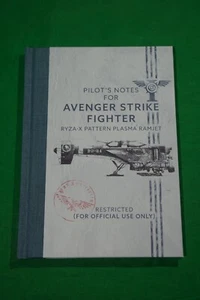 PILOT'S NOTES
FOR
AVENGER STRIKE
FIGHTER
RYZA-X PATTERN PLASMA RAMJET
RESTRICTED
(FOR OFFICIAL USE ONLY)